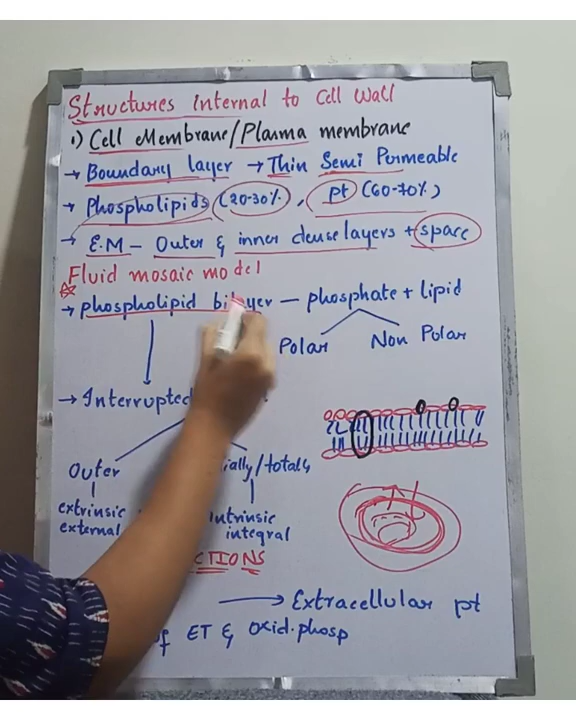 Structures internal to Cell Wall
1) Cell Membrane/Plasma membrane
→ Boundary layer → Thin Semi Permeable
→ Phospholipids (20-30%), pt (60-70%)
→ E.M - Outer & inner dense layers + space
Fluid mosaic model
→ phospholipid bilayer — phosphate + lipid
Polar Non Polar
→ Interrupted
Outer /totally
extrinsic intrinsic
external integral
CTIONS
→ Extracellular pt
of ET & Oxid.phosp